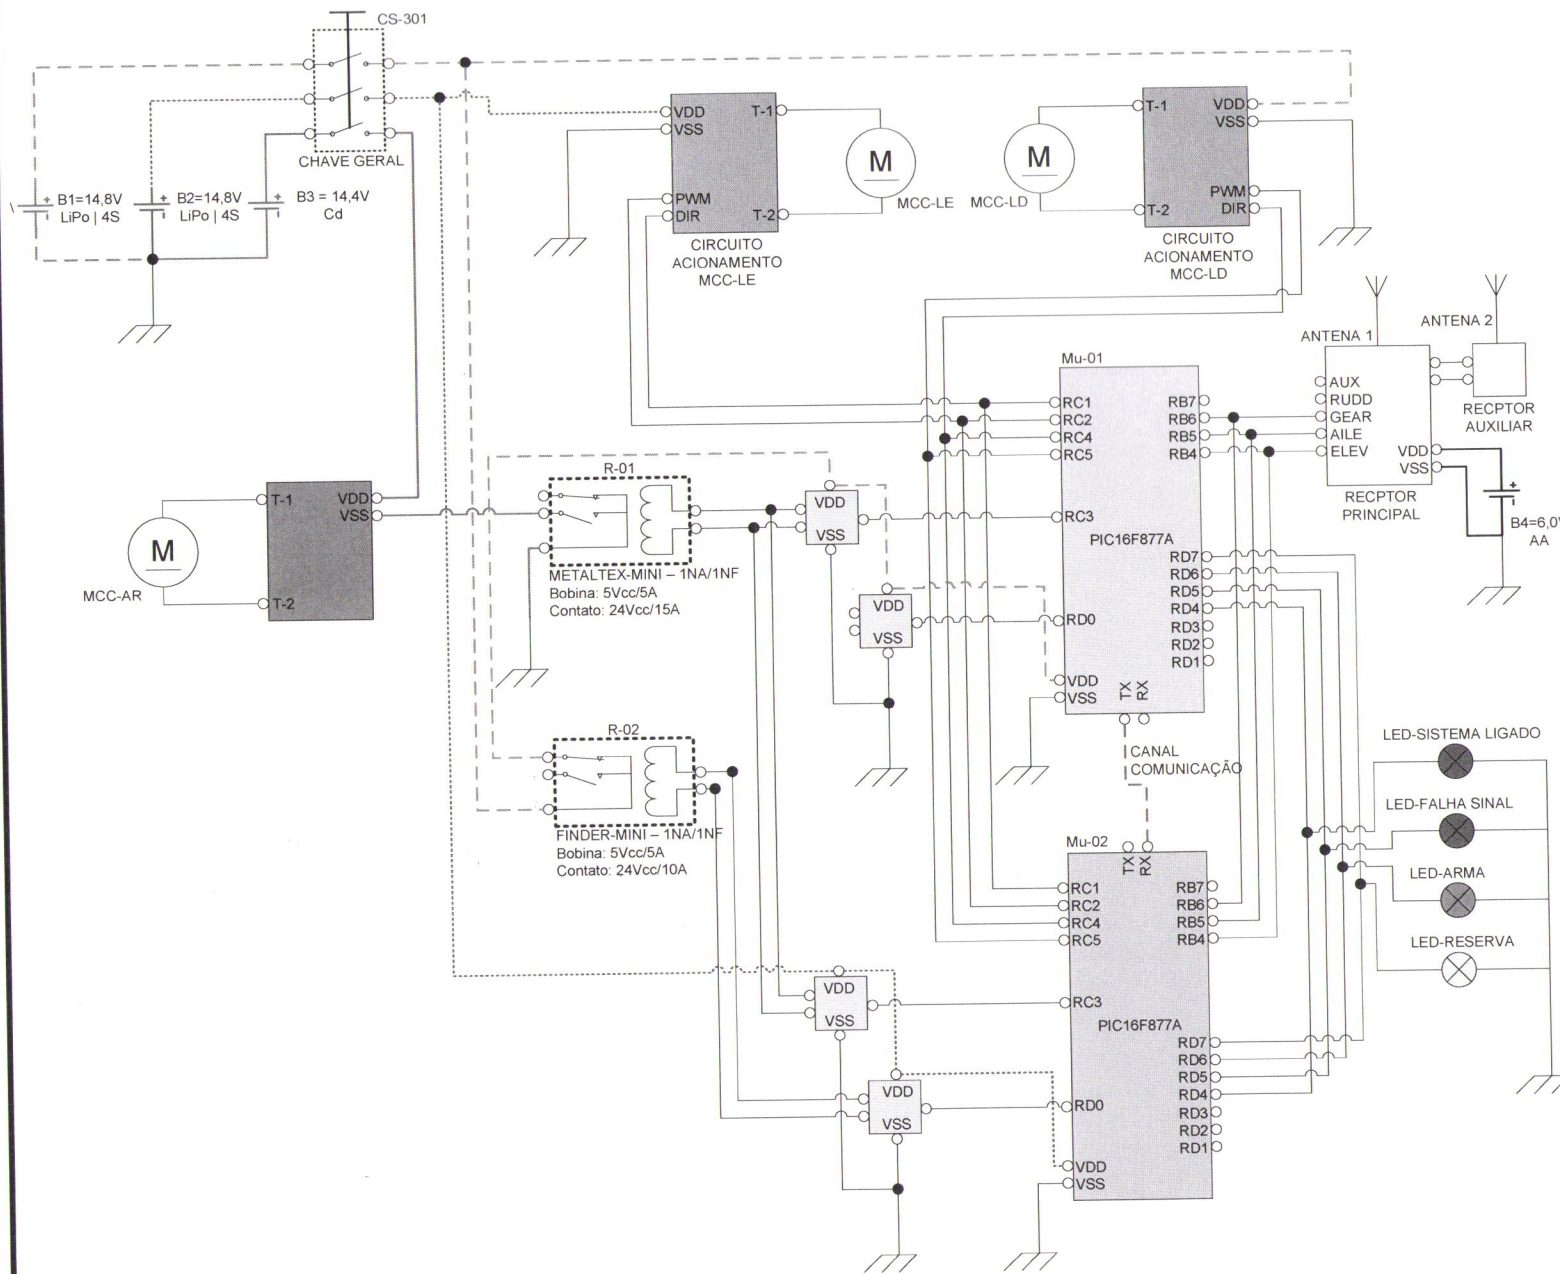 CS-301
CHAVE GERAL
B1=14,8V
LiPo | 4S
B2=14,8V
LiPo | 4S
B3 = 14,4V
Cd
VDD
VSS
T-1
PWM
DIR
T-2
MCC-LE
CIRCUITO
ACIONAMENTO
MCC-LE
MCC-LD
T-1
VDD
VSS
PWM
DIR
T-2
CIRCUITO
ACIONAMENTO
MCC-LD
M
M
ANTENA 1
ANTENA 2
AUX
RUDD
GEAR
AILE
ELEV
VDD
VSS
RECPTOR
PRINCIPAL
RECPTOR
AUXILIAR
B4=6,0V
AA
M
MCC-AR
T-1
VDD
VSS
T-2
R-01
METALTEX-MINI – 1NA/1NF
Bobina: 5Vcc/5A
Contato: 24Vcc/15A
R-02
FINDER-MINI – 1NA/1NF
Bobina: 5Vcc/5A
Contato: 24Vcc/10A
VDD
VSS
VDD
VSS
Mu-01
RC1
RC2
RC4
RC5
RC3
RD0
VDD
VSS
PIC16F877A
RB7
RB6
RB5
RB4
RD7
RD6
RD5
RD4
RD3
RD2
RD1
TX
RX
CANAL
COMUNICAÇÃO
Mu-02
TX
RX
RC1
RC2
RC4
RC5
RC3
RD0
VDD
VSS
PIC16F877A
RB7
RB6
RB5
RB4
RD7
RD6
RD5
RD4
RD3
RD2
RD1
VDD
VSS
VDD
VSS
LED-SISTEMA LIGADO
LED-FALHA SINAL
LED-ARMA
LED-RESERVA